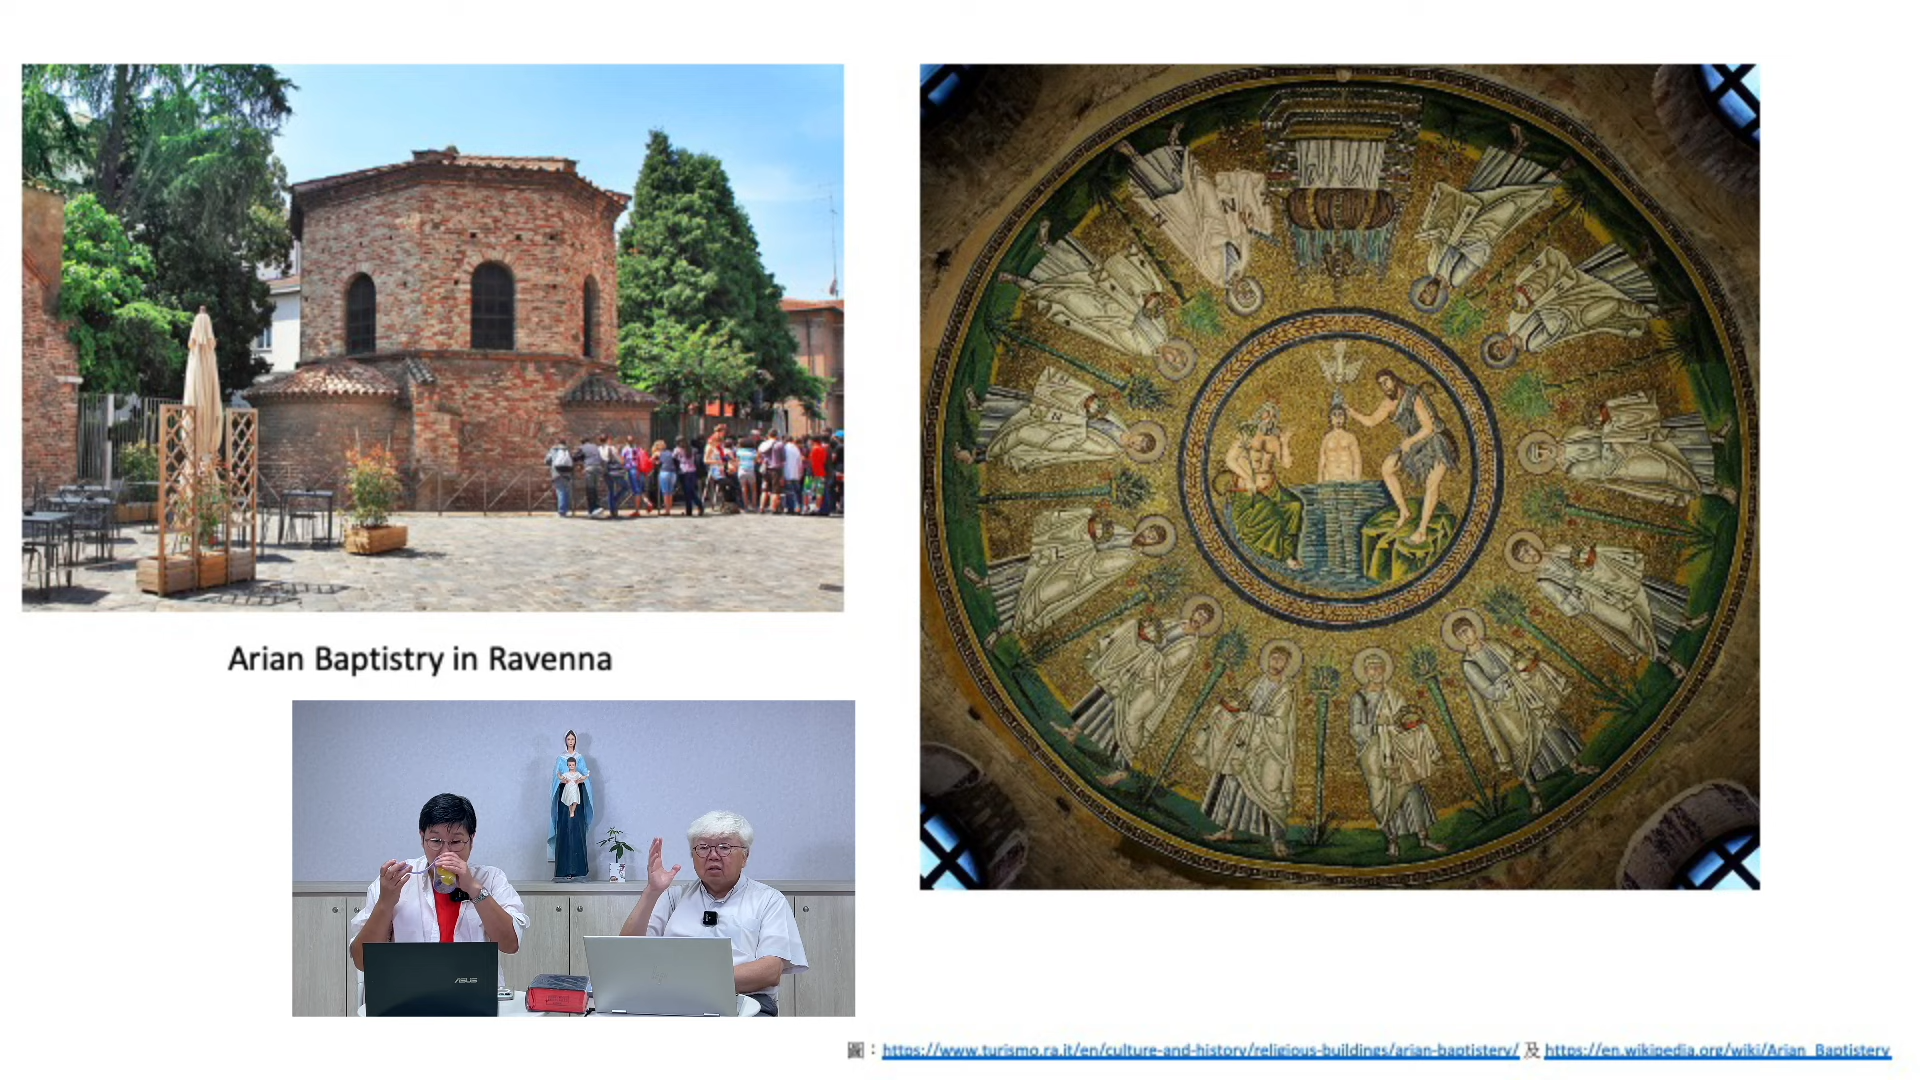 Arian Baptistry in Ravenna
ASUS
圖：https://www.turismo.ra.it/en/culture-and-history/religious-buildings/arian-baptistery/ 及 https://en.wikipedia.org/wiki/Arian_Baptistery